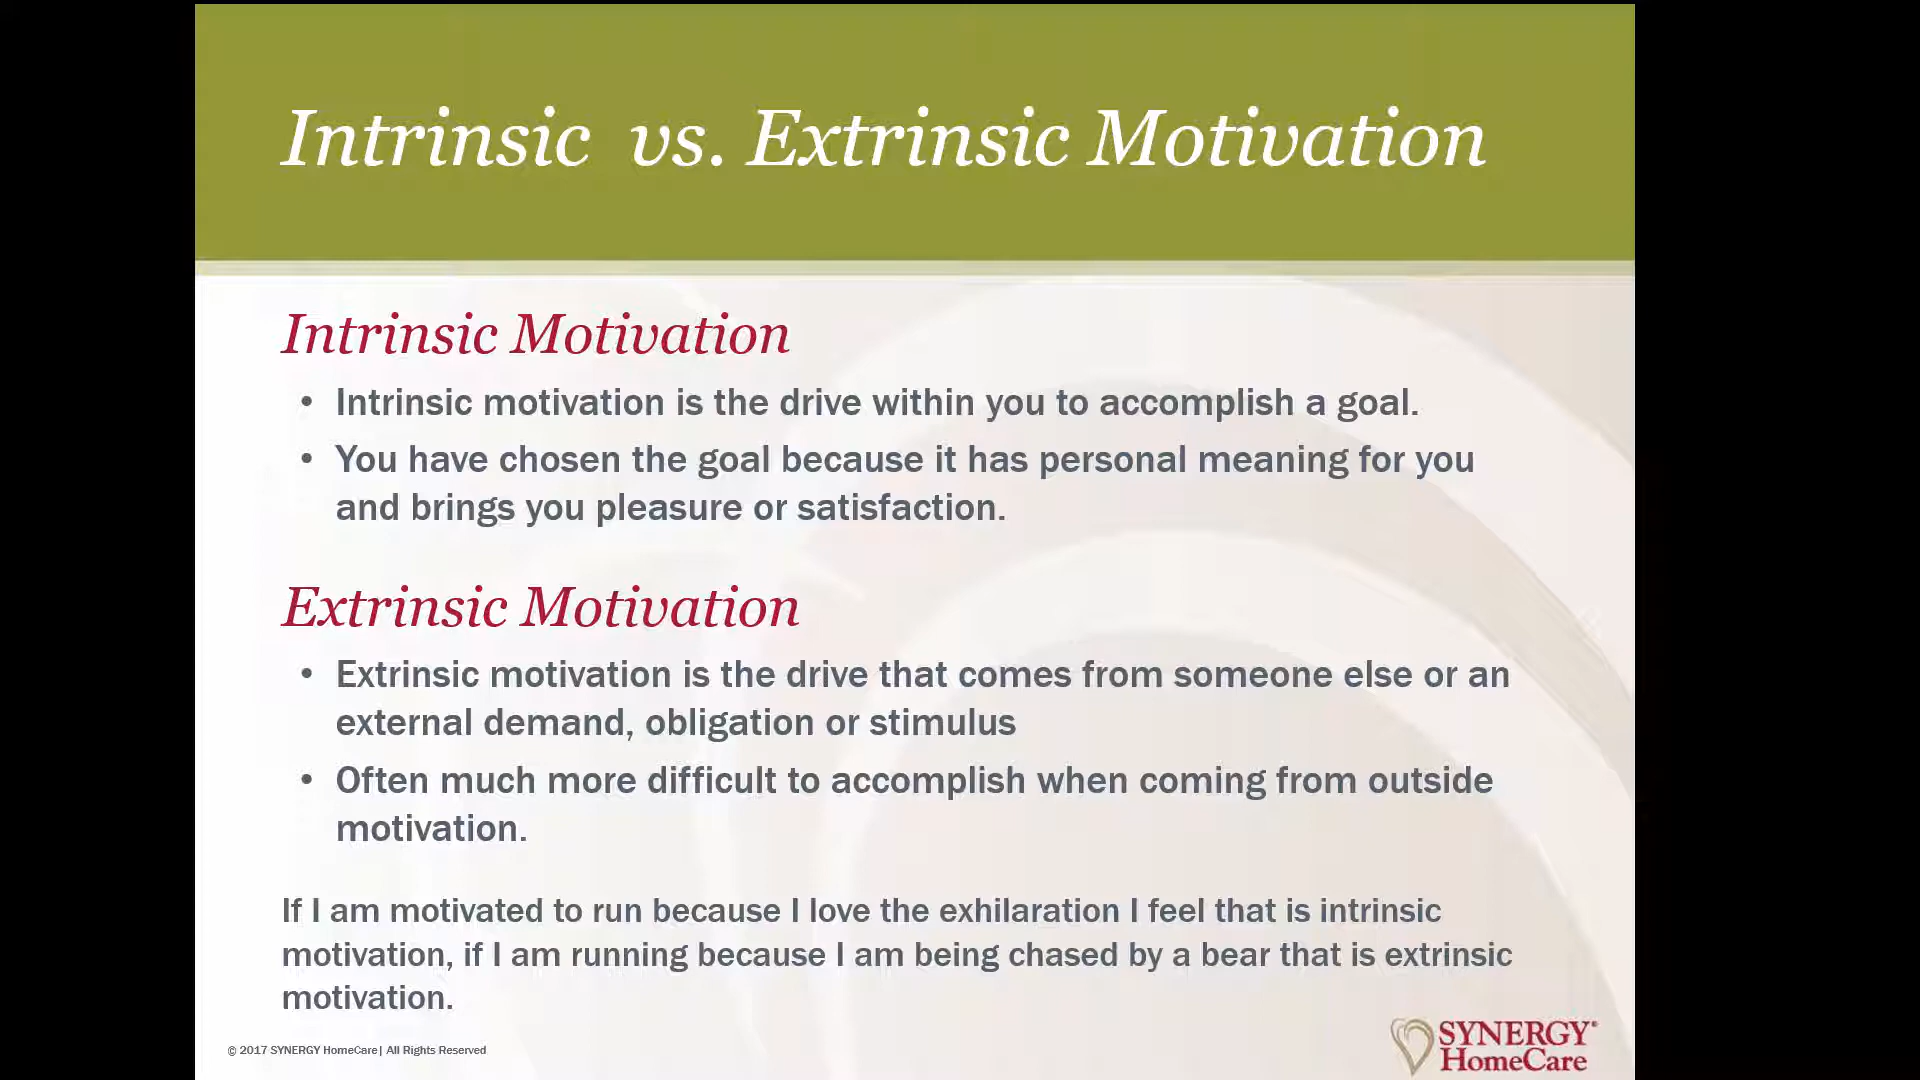 Intrinsic vs. Extrinsic Motivation
Intrinsic Motivation
• Intrinsic motivation is the drive within you to accomplish a goal.
• You have chosen the goal because it has personal meaning for you
and brings you pleasure or satisfaction.
Extrinsic Motivation
• Extrinsic motivation is the drive that comes from someone else or an
external demand, obligation or stimulus
• Often much more difficult to accomplish when coming from outside
motivation.
If I am motivated to run because I love the exhilaration I feel that is intrinsic
motivation, if I am running because I am being chased by a bear that is extrinsic
motivation.
© 2017 SYNERGY HomeCare| All Rights Reserved
SYNERGY®
HomeCare